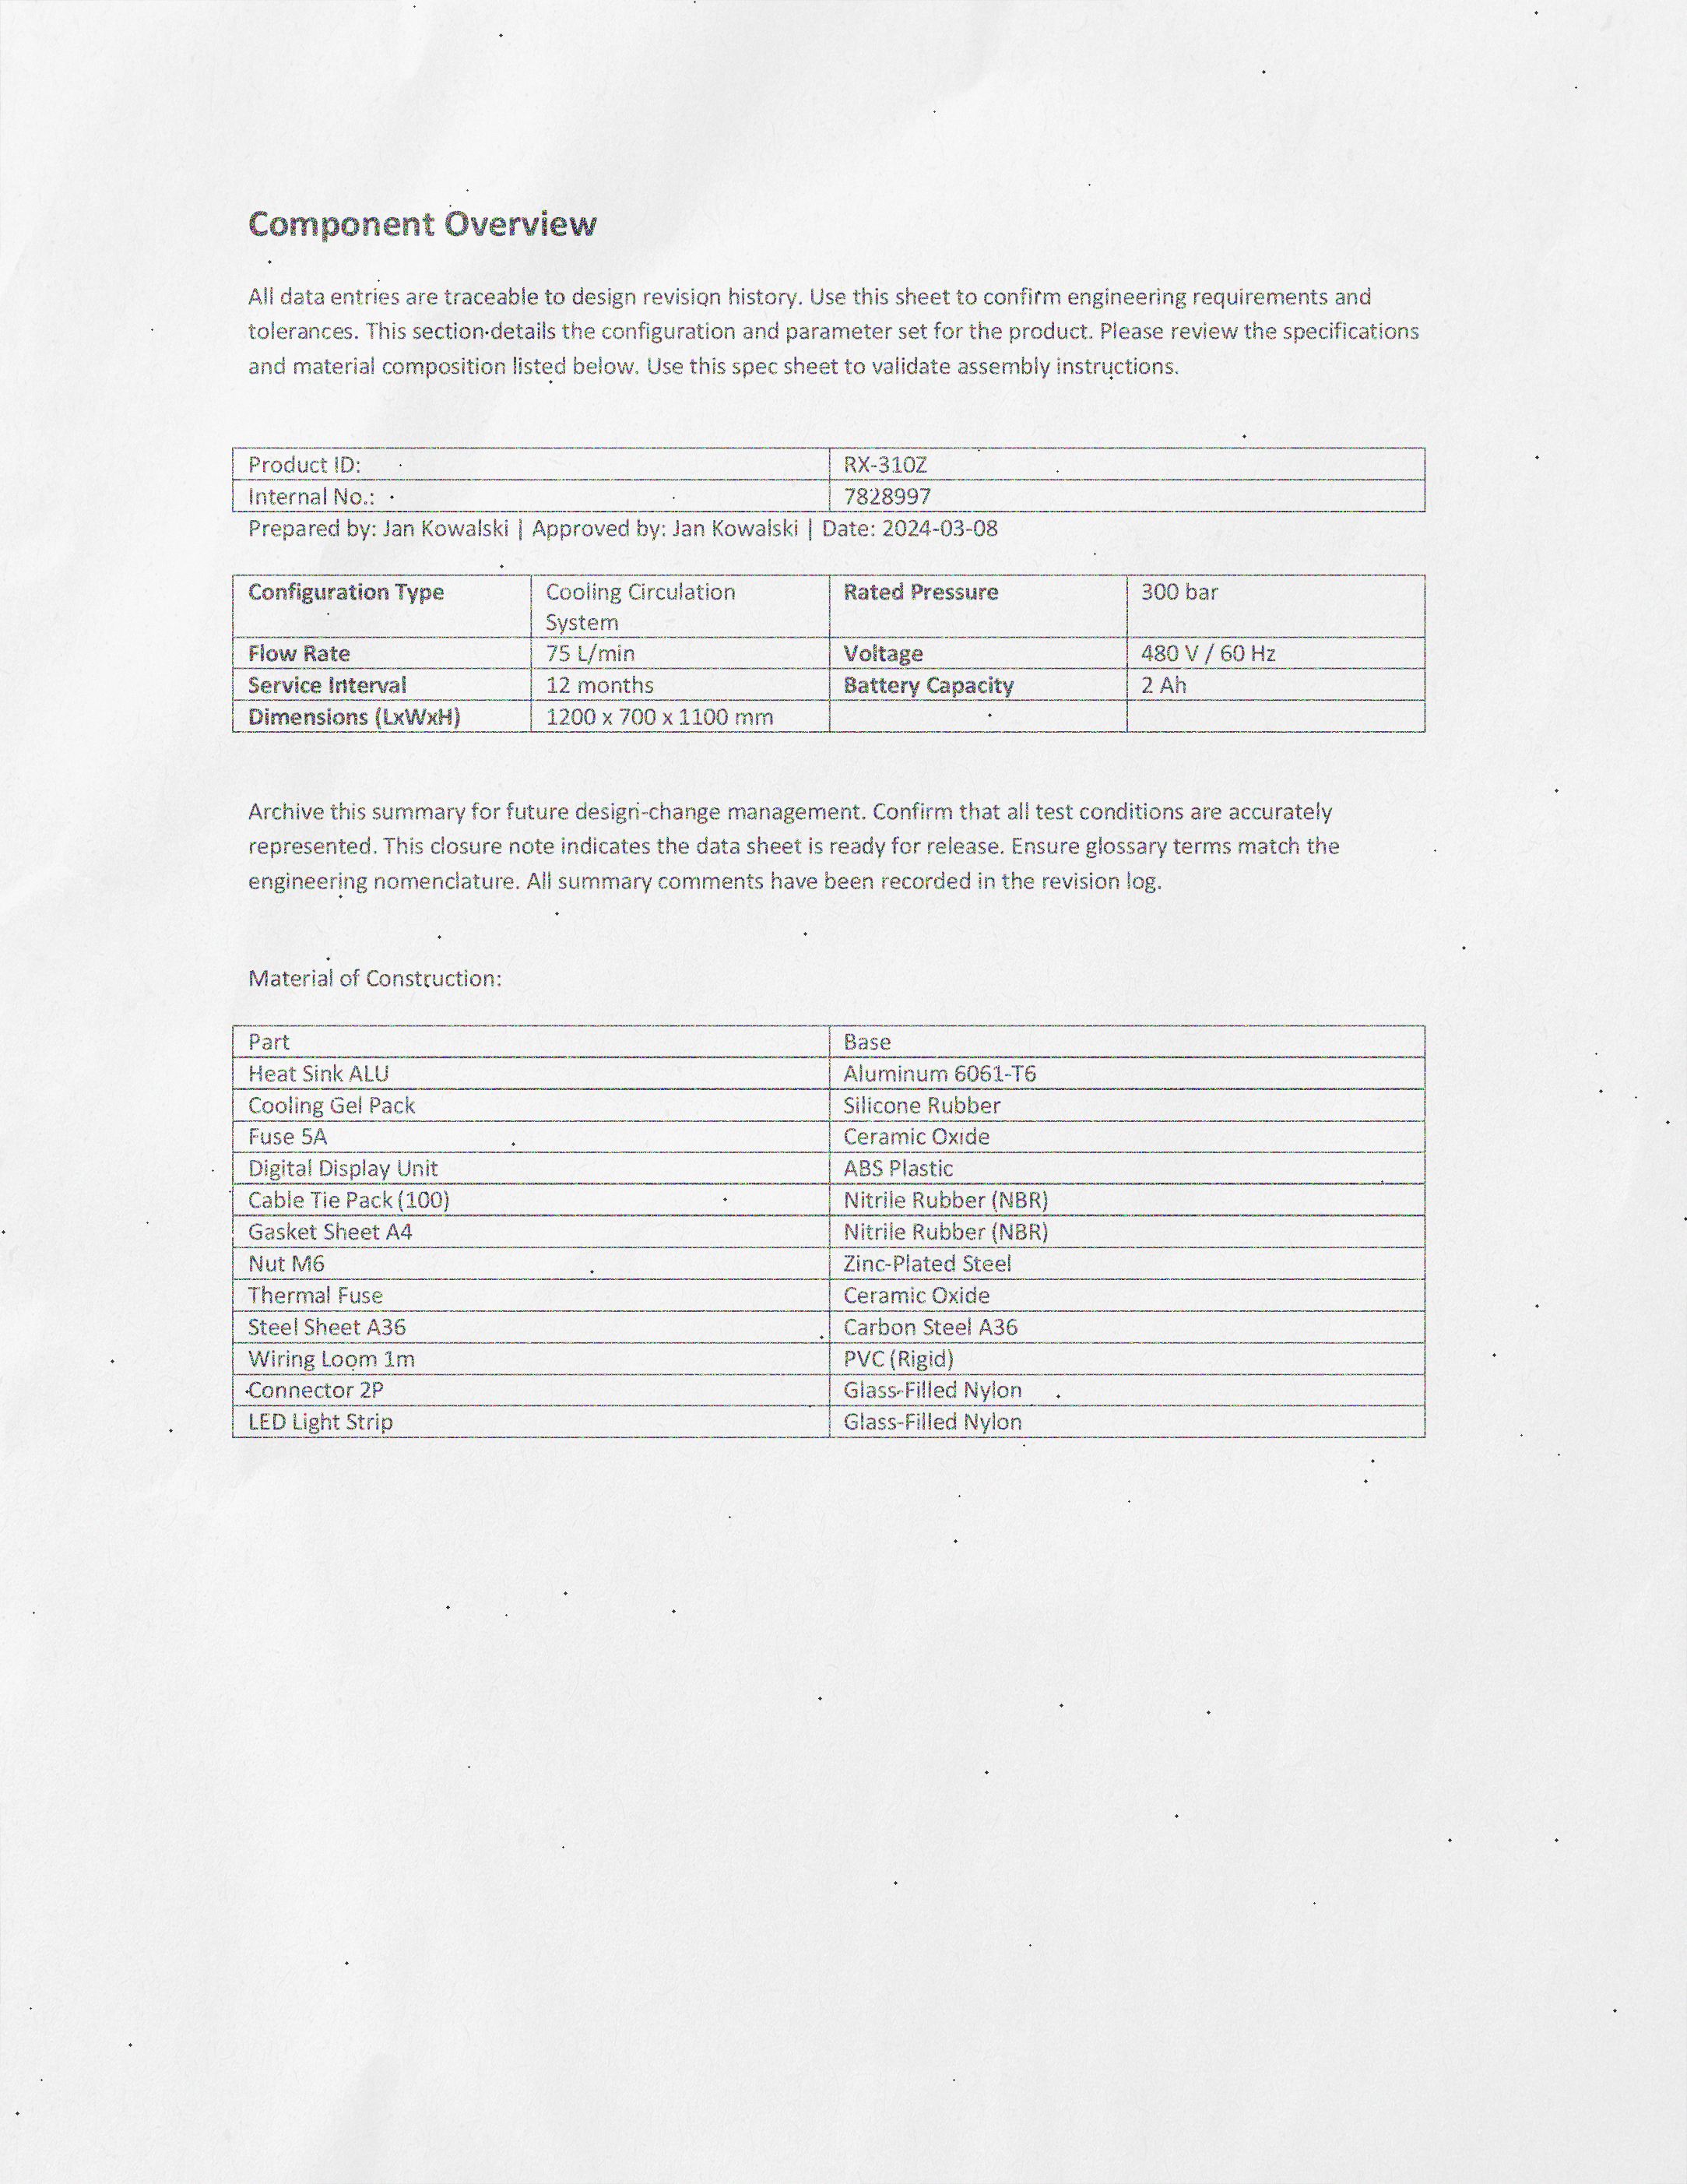 Component Overview
All data entries are traceable to design revision history. Use this sheet to confirm engineering requirements and
tolerances. This section details the configuration and parameter set for the product. Please review the specifications
and material composition listed below. Use this spec sheet to validate assembly instructions.
Product ID: RX-310Z
Internal No.: 7828997
Prepared by: Jan Kowalski | Approved by: Jan Kowalski | Date: 2024-03-08
Configuration Type Cooling Circulation Rated Pressure 300 bar
System
Flow Rate 75 L/min Voltage 480 V / 60 Hz
Service Interval 12 months Battery Capacity 2 Ah
Dimensions (LxWxH) 1200 x 700 x 1100 mm
Archive this summary for future design-change management. Confirm that all test conditions are accurately
represented. This closure note indicates the data sheet is ready for release. Ensure glossary terms match the
engineering nomenclature. All summary comments have been recorded in the revision log.
Material of Construction:
Part Base
Heat Sink ALU Aluminum 6061-T6
Cooling Gel Pack Silicone Rubber
Fuse 5A Ceramic Oxide
Digital Display Unit ABS Plastic
Cable Tie Pack (100) Nitrile Rubber (NBR)
Gasket Sheet A4 Nitrile Rubber (NBR)
Nut M6 Zinc-Plated Steel
Thermal Fuse Ceramic Oxide
Steel Sheet A36 Carbon Steel A36
Wiring Loom 1m PVC (Rigid)
Connector 2P Glass-Filled Nylon
LED Light Strip Glass-Filled Nylon